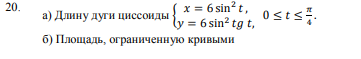 20.
а) Длину дуги циссоиды { x = 6 sin² t , y = 6 sin² tg t, 0 ≤ t ≤ π/4.
б) Площадь, ограниченную кривыми